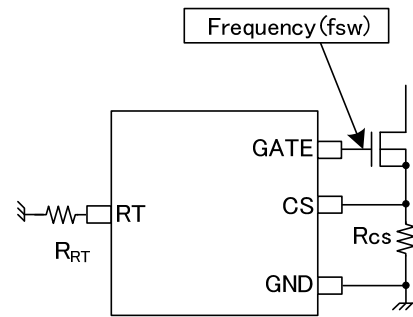 Frequency(fsw)
GATE
RT
CS
RRT
Rcs
GND